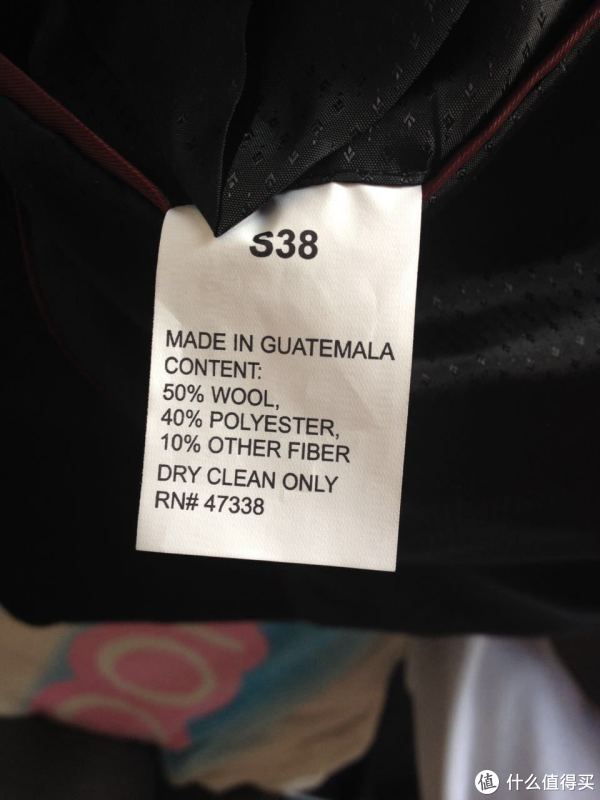 S38
MADE IN GUATEMALA
CONTENT:
50% WOOL,
40% POLYESTER,
10% OTHER FIBER
DRY CLEAN ONLY
RN# 47338
值 什么值得买